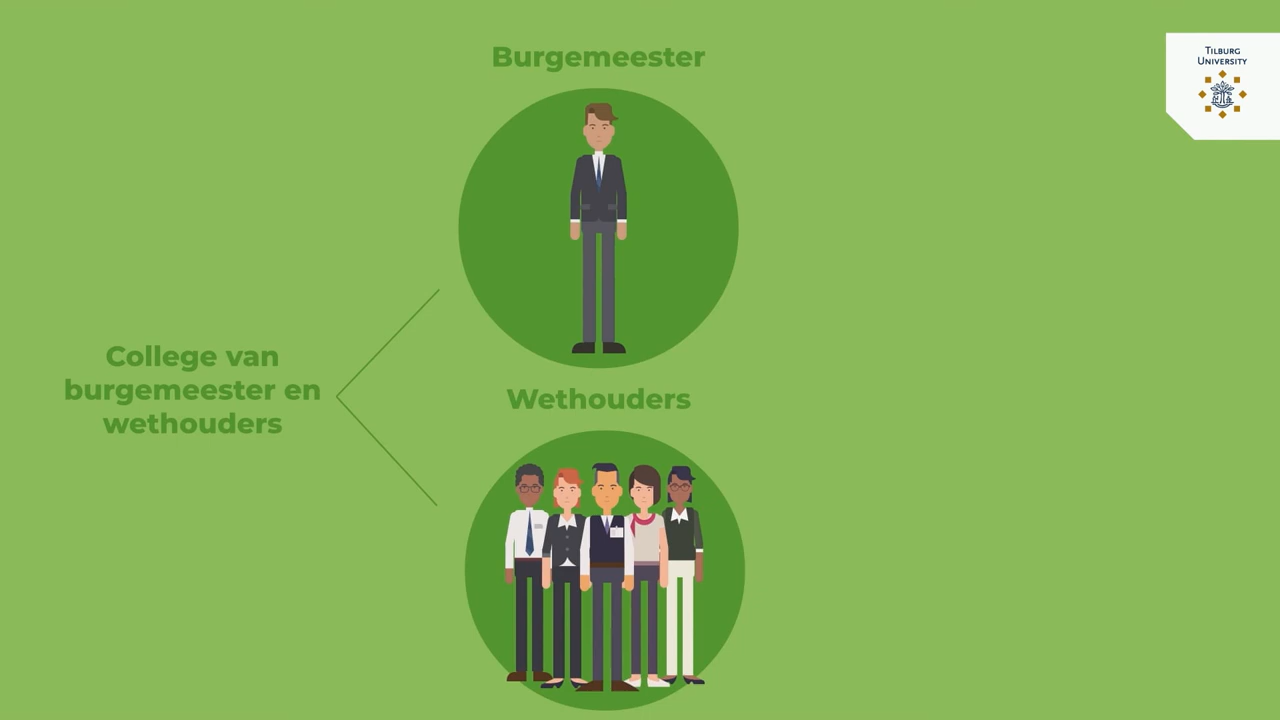 Burgemeester
TILBURG
UNIVERSITY
College van
burgemeester en
wethouders
Wethouders